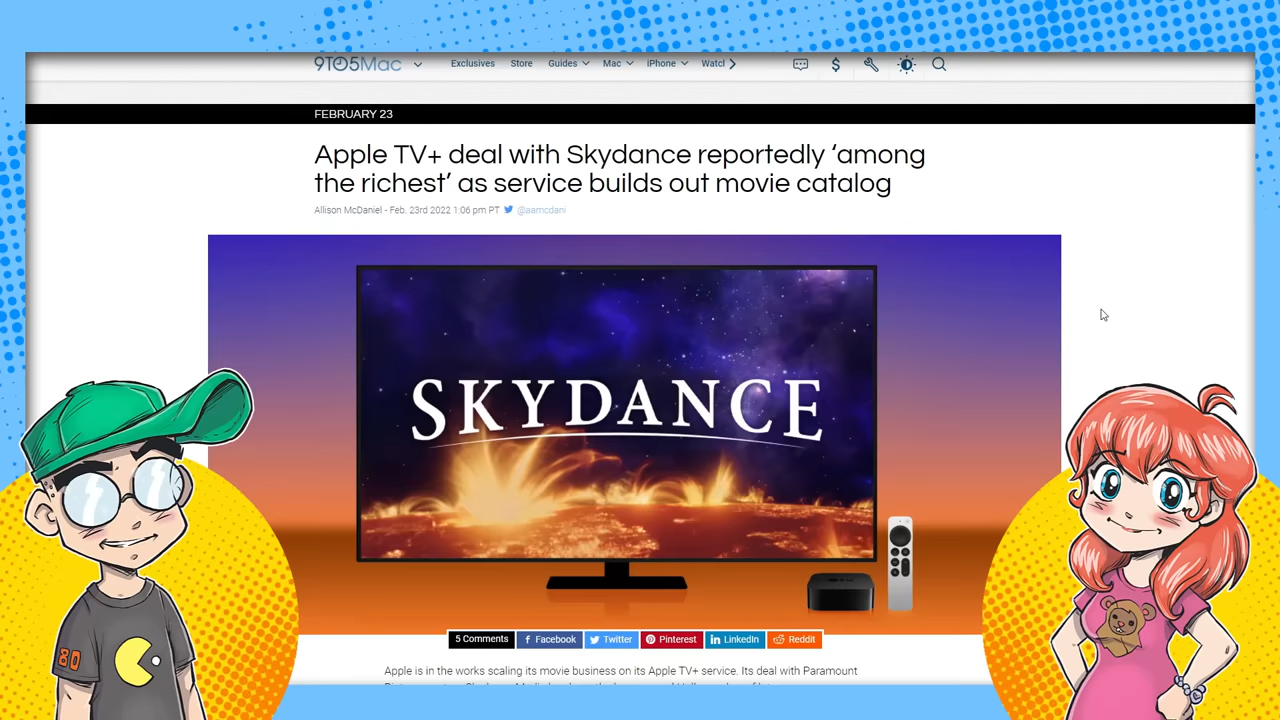 9TO5Mac Exclusives Store Guides Mac iPhone Watch
FEBRUARY 23
Apple TV+ deal with Skydance reportedly ‘among
the richest’ as service builds out movie catalog
Allison McDaniel - Feb. 23rd 2022 1:06 pm PT @aamcdani
SKYDANCE
5 Comments Facebook Twitter Pinterest LinkedIn Reddit
Apple is in the works scaling its movie business on its Apple TV+ service. Its deal with Paramount
80